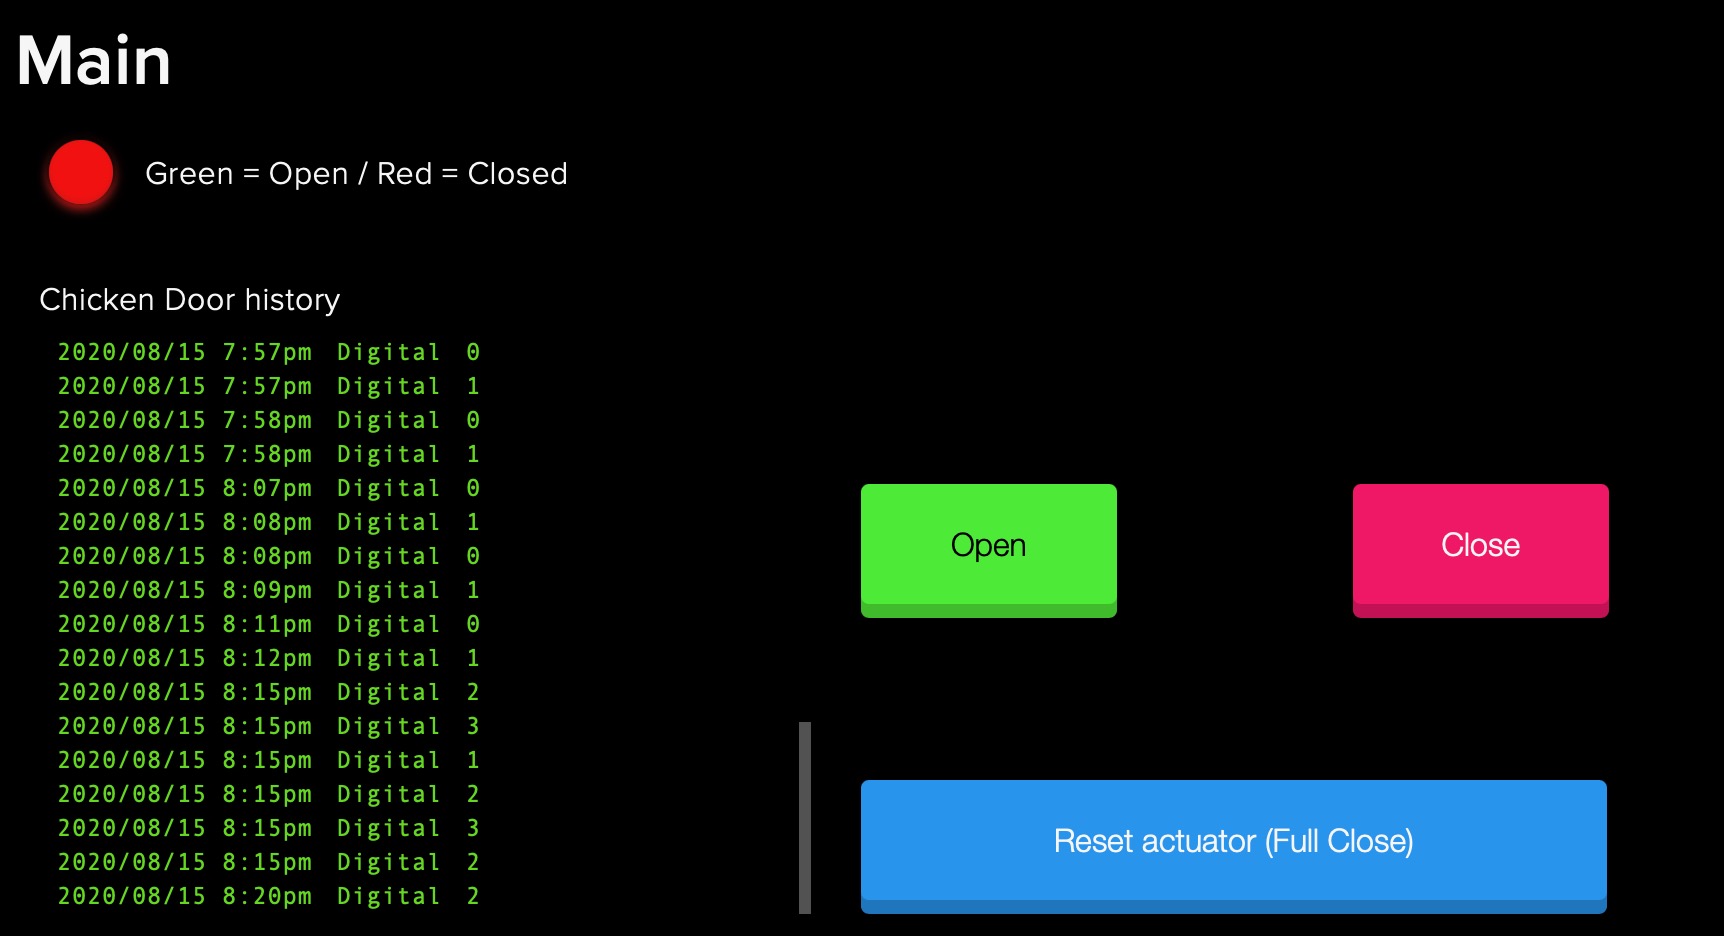 Main
Green = Open / Red = Closed
Chicken Door history
2020/08/15 7:57pm Digital 0
2020/08/15 7:57pm Digital 1
2020/08/15 7:58pm Digital 0
2020/08/15 7:58pm Digital 1
2020/08/15 8:07pm Digital 0
2020/08/15 8:08pm Digital 1
2020/08/15 8:08pm Digital 0
2020/08/15 8:09pm Digital 1
2020/08/15 8:11pm Digital 0
2020/08/15 8:12pm Digital 1
2020/08/15 8:15pm Digital 2
2020/08/15 8:15pm Digital 3
2020/08/15 8:15pm Digital 1
2020/08/15 8:15pm Digital 2
2020/08/15 8:15pm Digital 3
2020/08/15 8:15pm Digital 2
2020/08/15 8:20pm Digital 2
Open
Close
Reset actuator (Full Close)